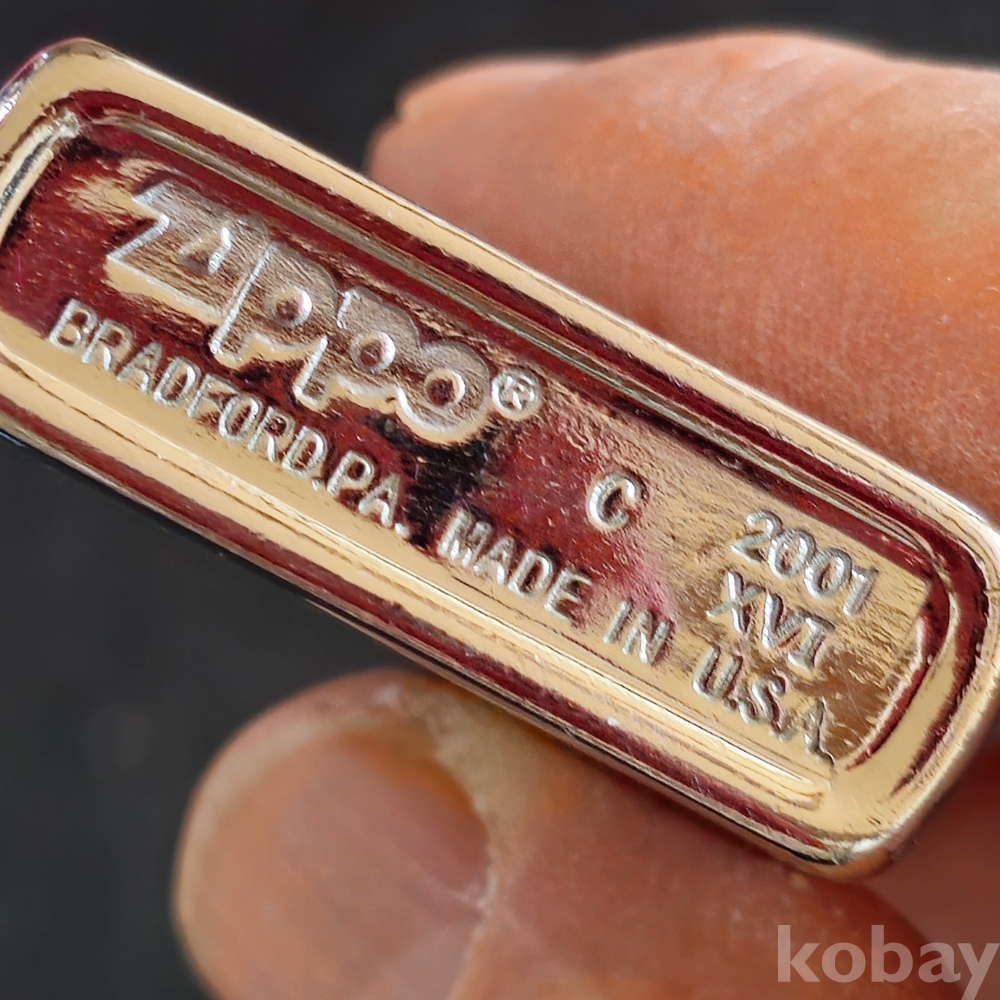 Zippo®
C 2001
XVI
BRADFORD.PA. MADE IN U.S.A
kobay